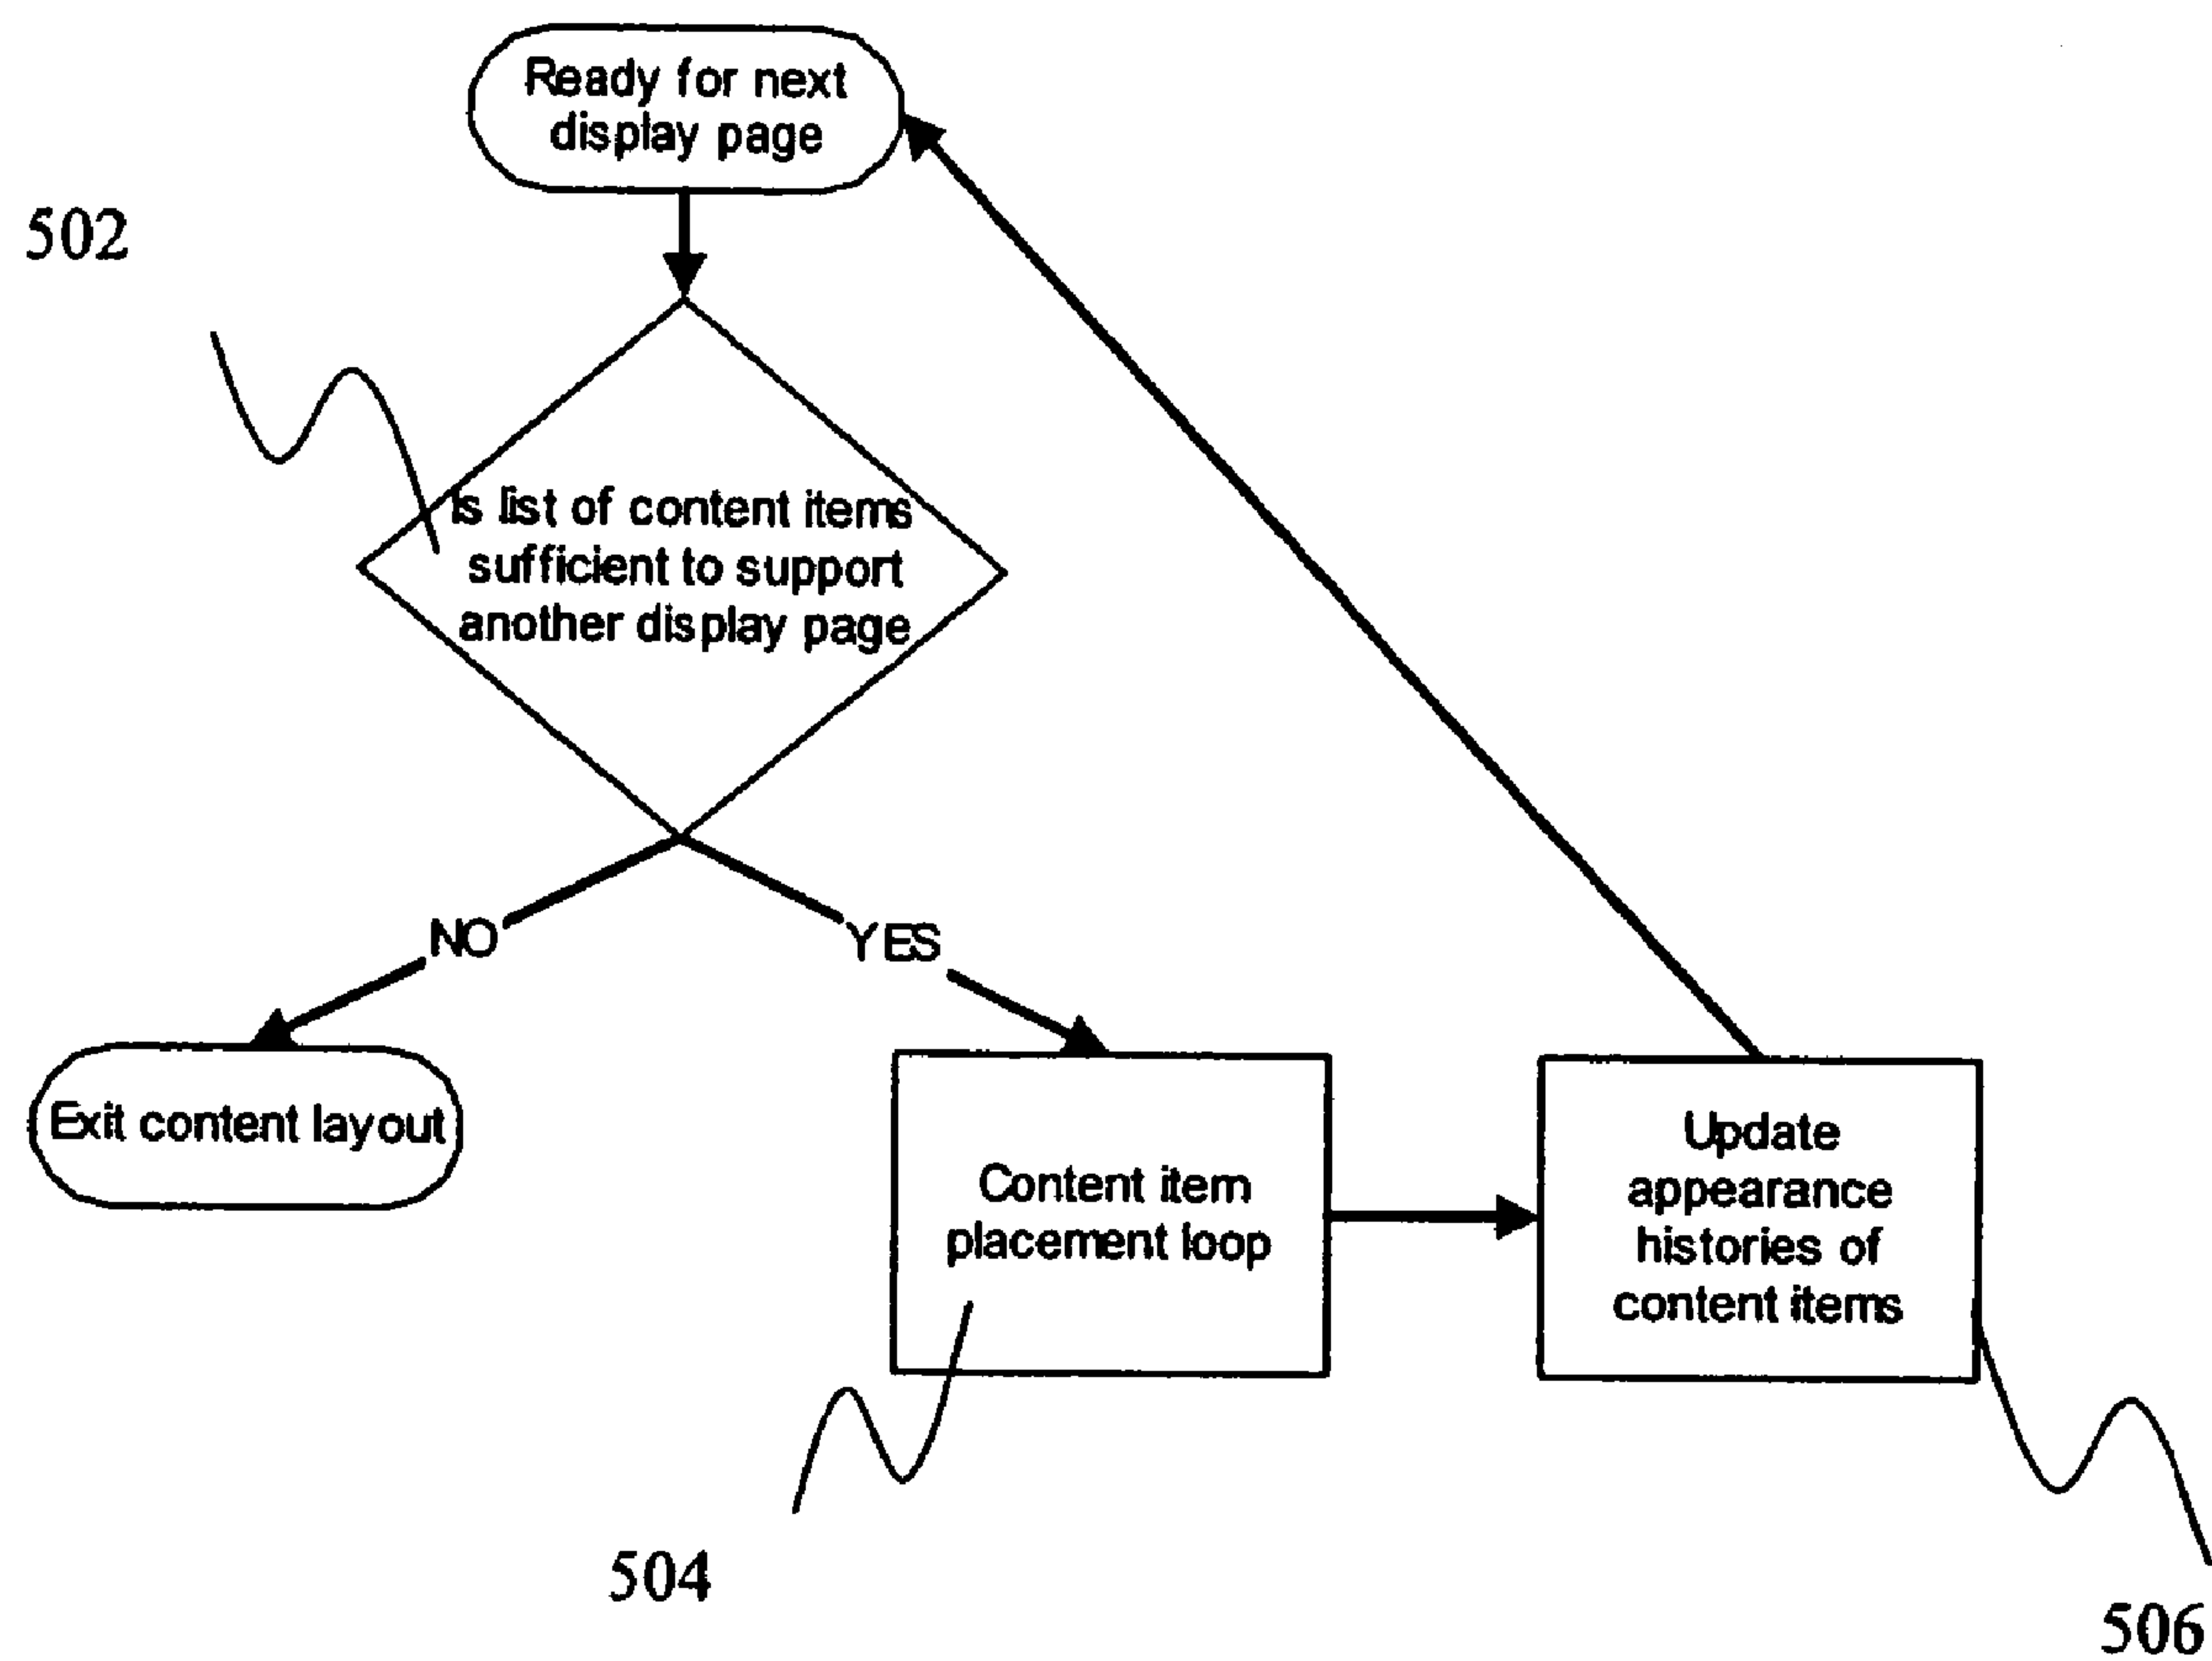 Ready for next
display page
502
Is list of content items
sufficient to support
another display page
NO
YES
Exit content layout
Content item
placement loop
Update
appearance
histories of
content items
504
506